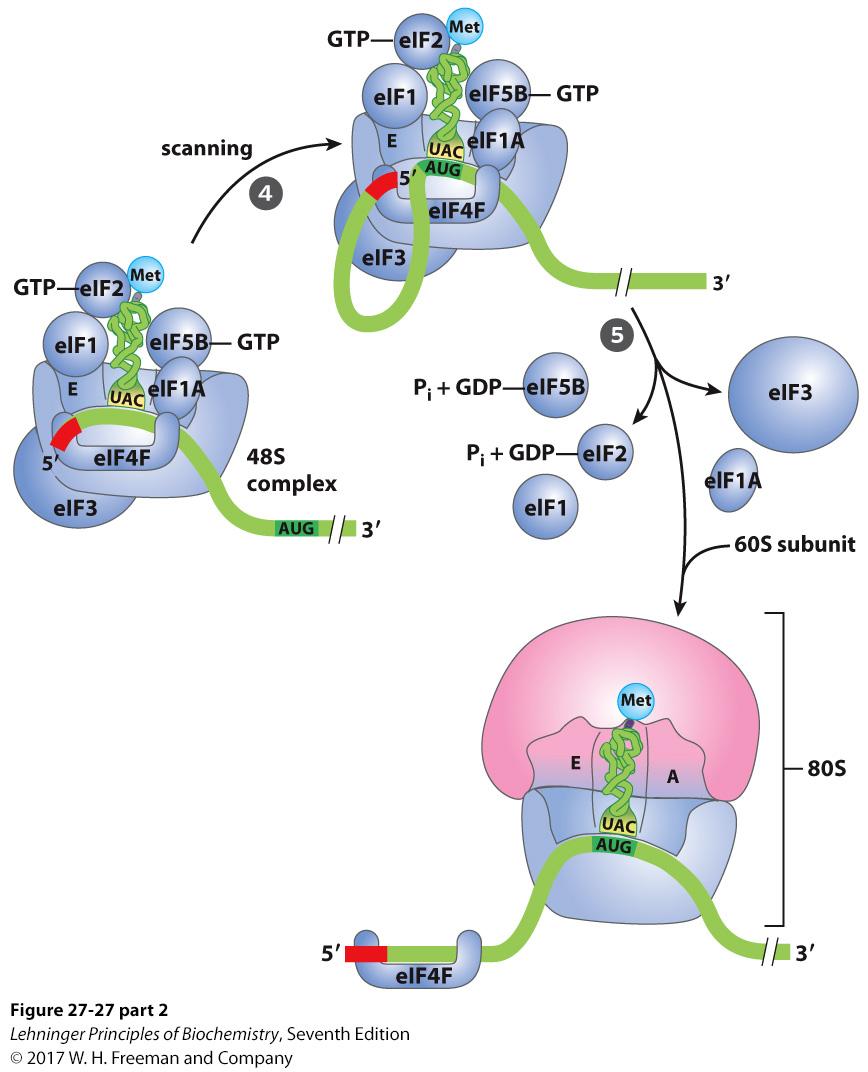 GTP
eIF2
Met
eIF1
eIF5B
GTP
E
eIF1A
UAC
AUG
5′
eIF4F
eIF3
3′
scanning
4
GTP
eIF2
Met
eIF1
eIF5B
GTP
E
eIF1A
UAC
5′
eIF4F
eIF3
48S
complex
AUG
3′
5
Pi + GDP
eIF5B
eIF3
Pi + GDP
eIF2
eIF1A
eIF1
60S subunit
Met
E
A
80S
UAC
AUG
5′
eIF4F
3′
Figure 27-27 part 2
Lehninger Principles of Biochemistry, Seventh Edition
© 2017 W. H. Freeman and Company